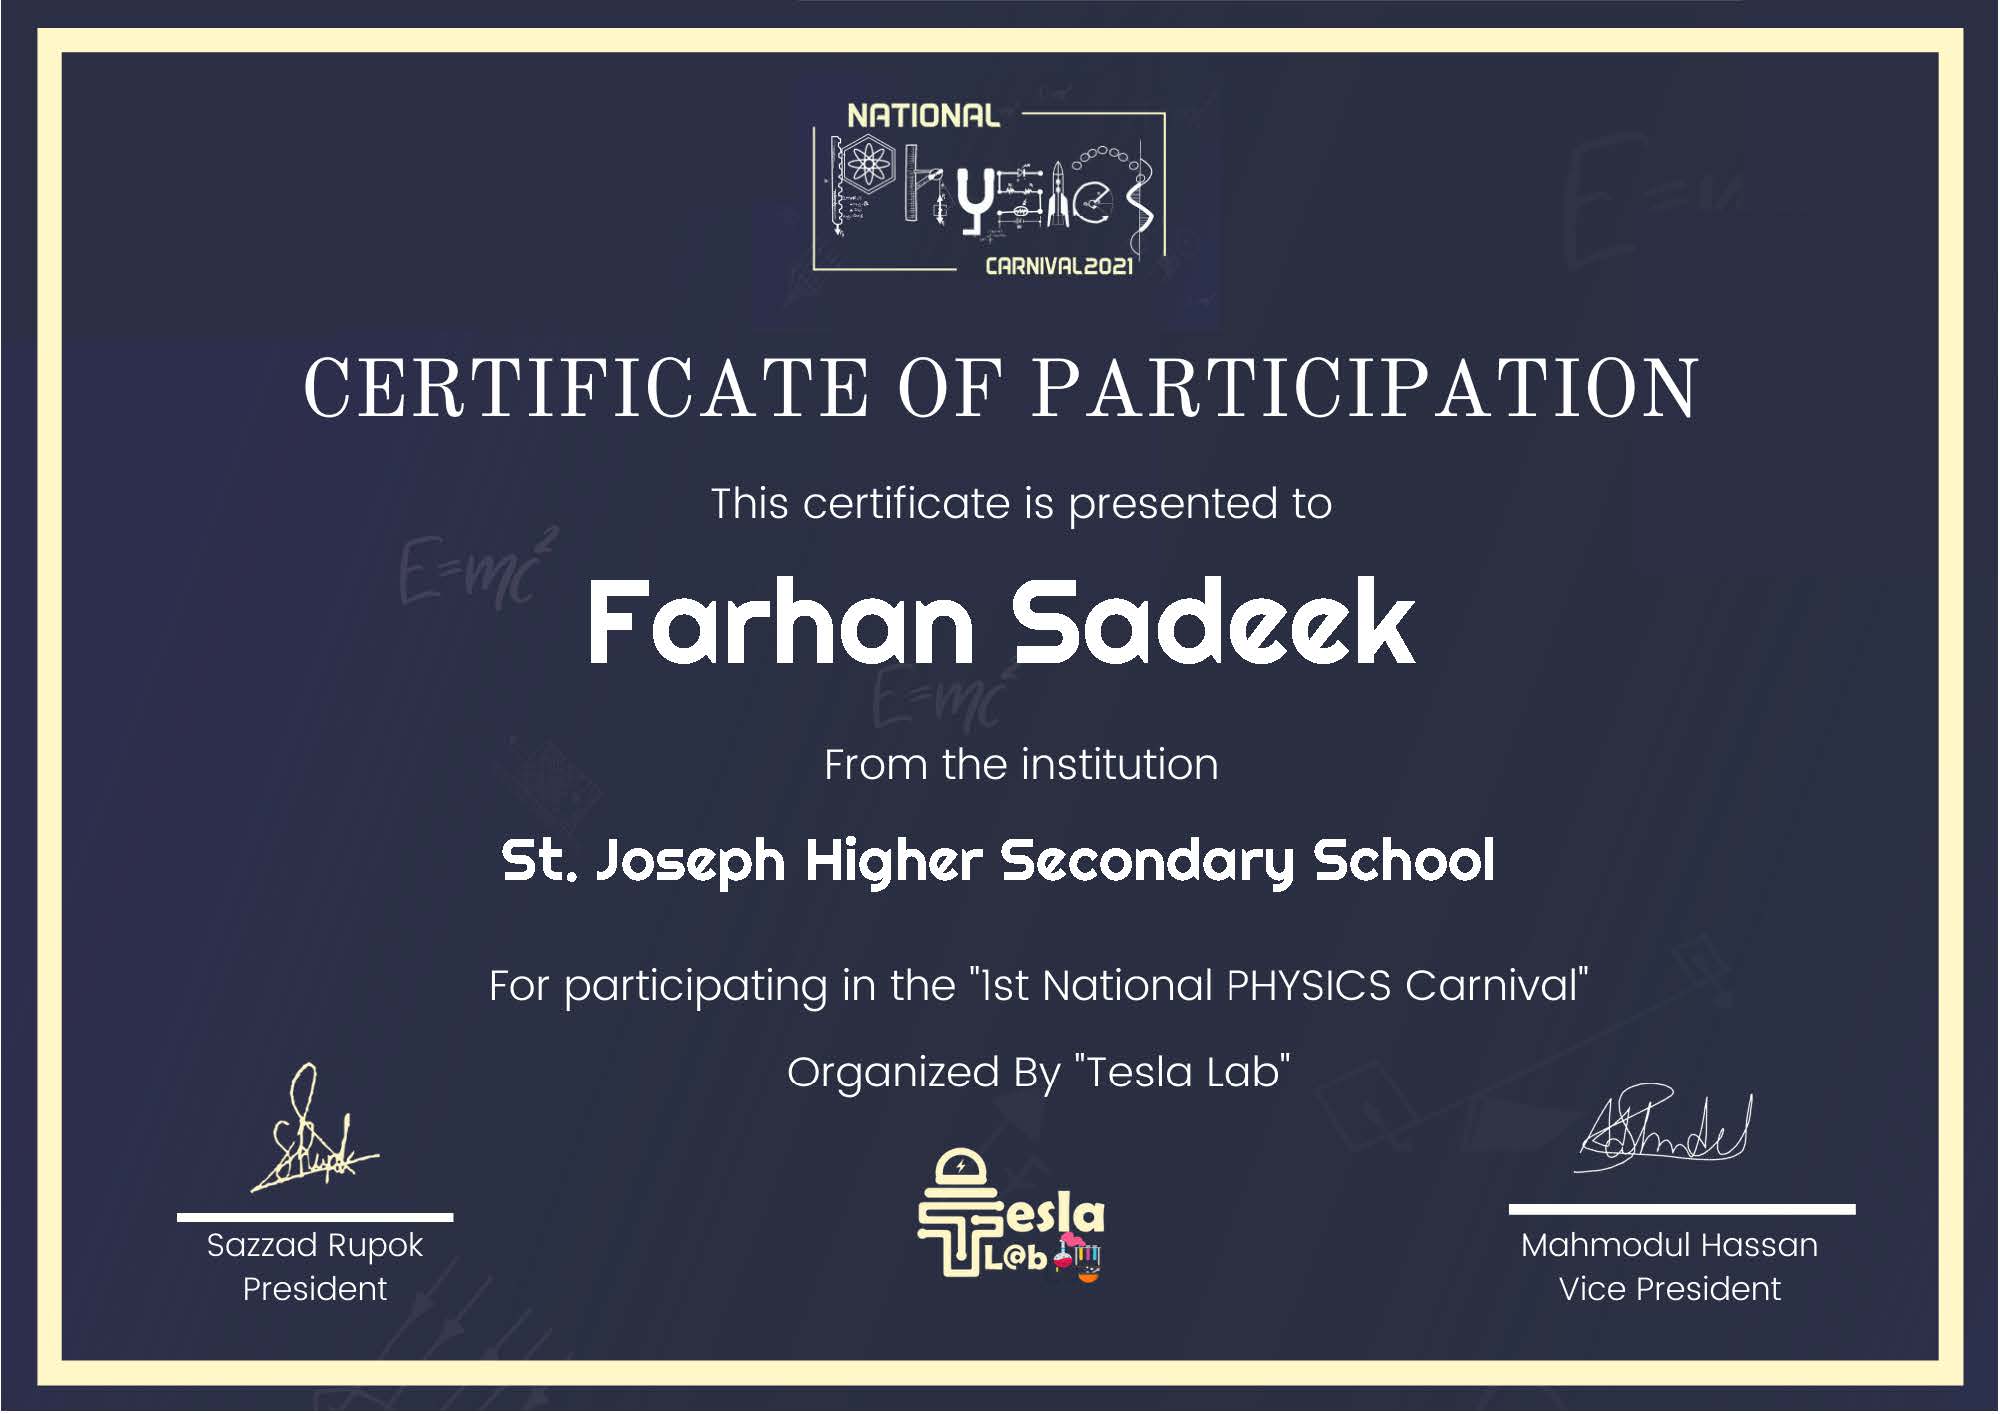 NATIONAL
Physics
CARNIVAL2021
CERTIFICATE OF PARTICIPATION
This certificate is presented to
E=mc²
Farhan Sadeek
E=mc²
From the institution
St. Joseph Higher Secondary School
For participating in the "1st National PHYSICS Carnival"
Organized By "Tesla Lab"
Tesla
L@b
Sazzad Rupok
President
Mahmodul Hassan
Vice President